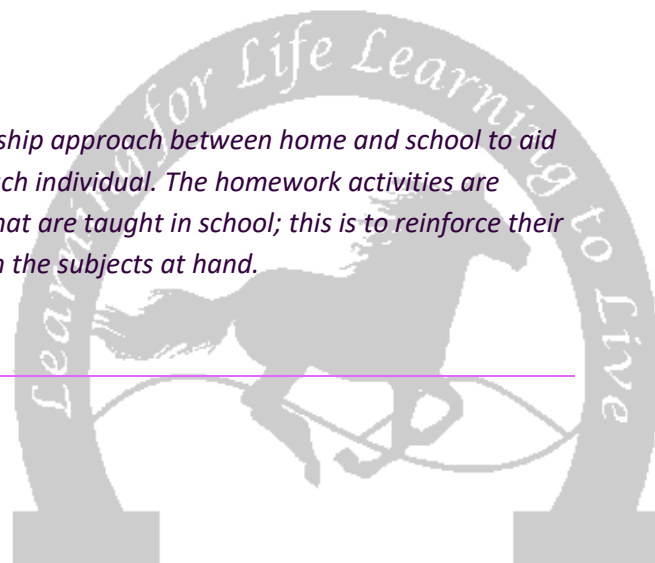 Learning for Life Learning to Live
ship approach between home and school to aid
ch individual. The homework activities are
hat are taught in school; this is to reinforce their
the subjects at hand.